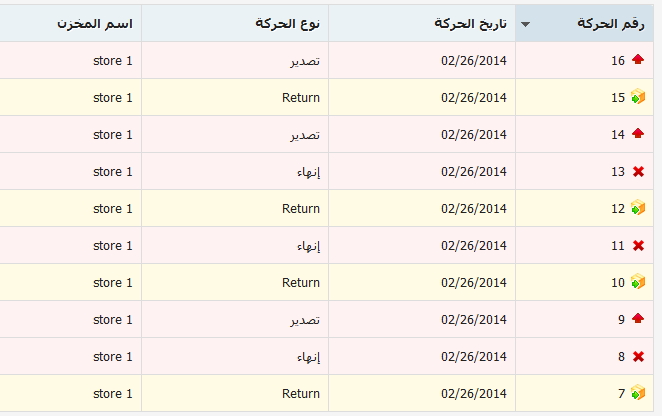 رقم الحركة تاريخ الحركة نوع الحركة اسم المخزن
16 02/26/2014 تصدير store 1
15 02/26/2014 Return store 1
14 02/26/2014 تصدير store 1
13 02/26/2014 إنهاء store 1
12 02/26/2014 Return store 1
11 02/26/2014 إنهاء store 1
10 02/26/2014 Return store 1
9 02/26/2014 تصدير store 1
8 02/26/2014 إنهاء store 1
7 02/26/2014 Return store 1